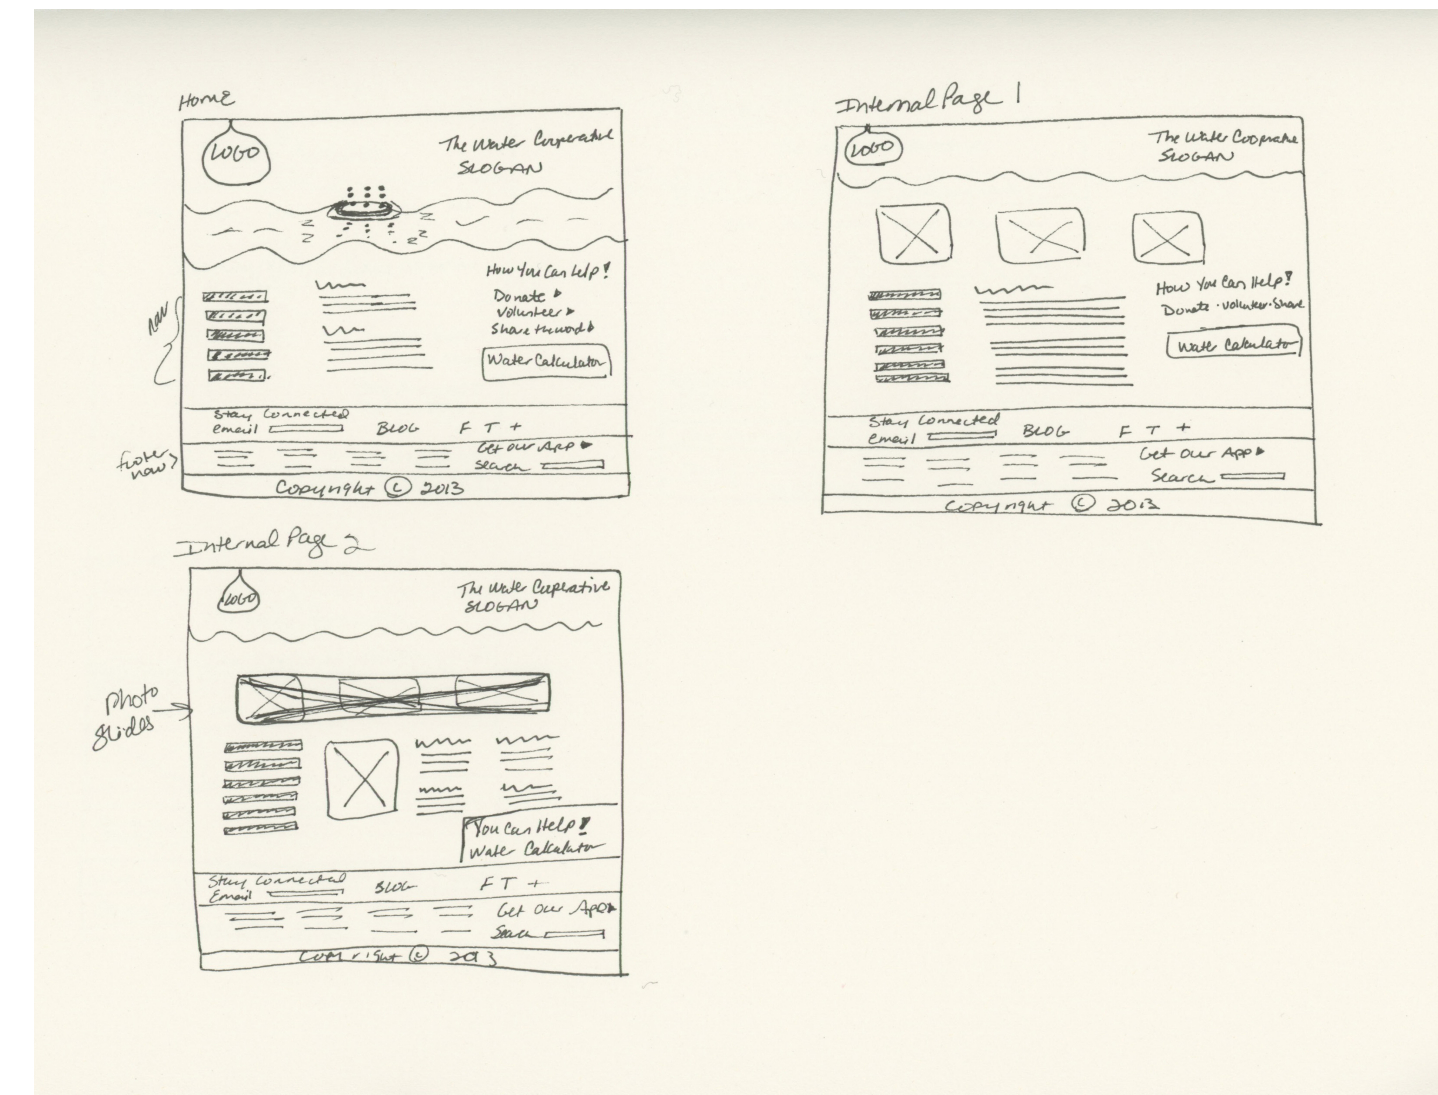 Home
LOGO
The Water Cooperative
SLOGAN
How You Can Help!
Donate
Volunteer
Share the word
Water Calculator
nav
Stay Connected
email
BLOG
F T +
footer nav
Get Our App
Search
Copyright © 2013
Internal Page 1
LOGO
The Water Cooperative
SLOGAN
How You Can Help!
Donate · Volunteer · Share
Water Calculator
Stay Connected
email
BLOG
F T +
Get Our App
Search
Copyright © 2013
Internal Page 2
LOGO
The Water Cooperative
SLOGAN
Photo
Slides
You Can Help!
Water Calculator
Stay Connected
Email
BLOG
F T +
Get Our App
Search
Copyright © 2013